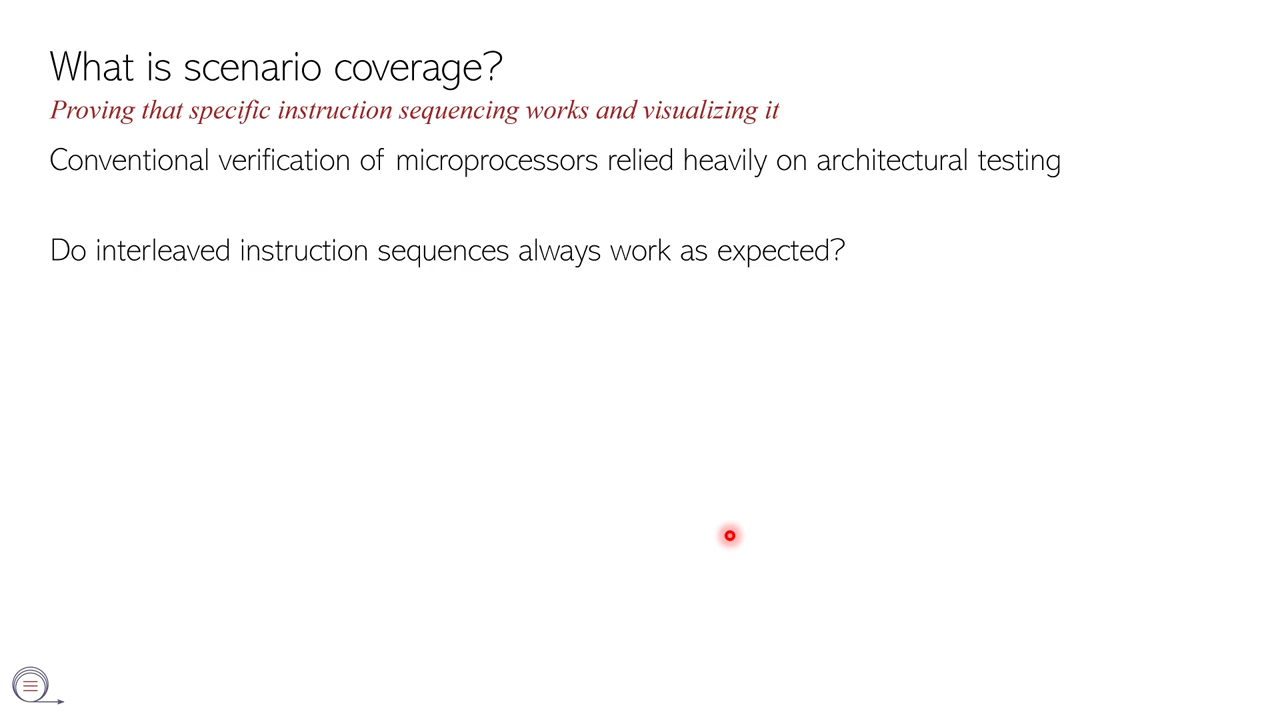 What is scenario coverage?
Proving that specific instruction sequencing works and visualizing it
Conventional verification of microprocessors relied heavily on architectural testing
Do interleaved instruction sequences always work as expected?